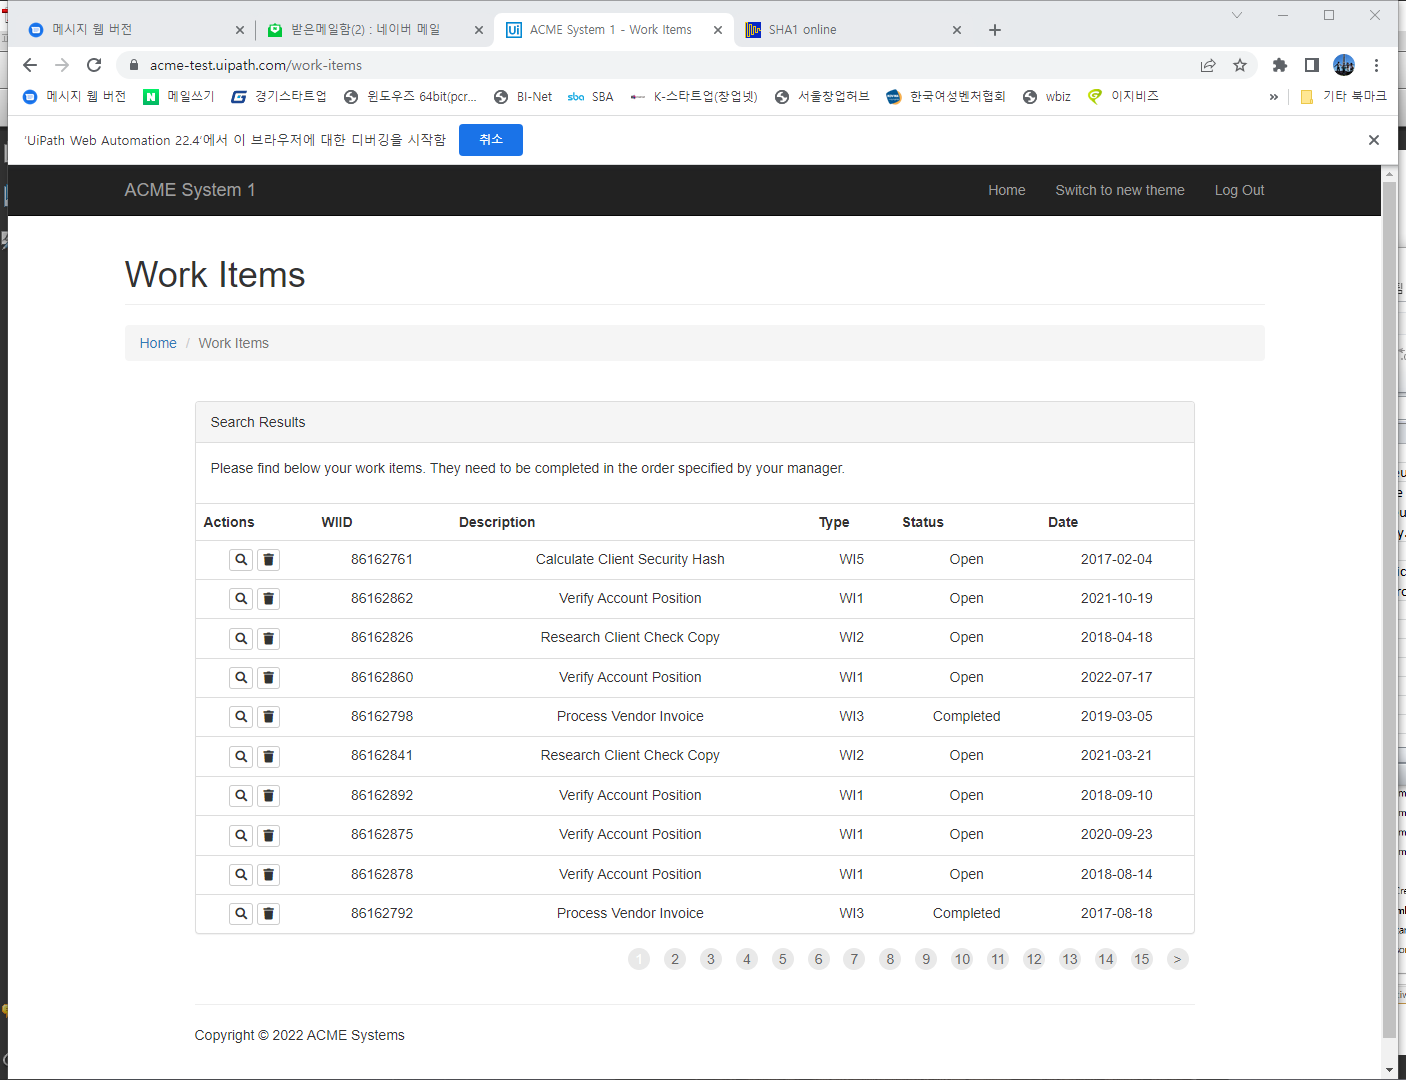 메시지 웹 버전
받은메일함(2) : 네이버 메일
ACME System 1 - Work Items
SHA1 online
acme-test.uipath.com/work-items
메시지 웹 버전 메일쓰기 경기스타트업 윈도우즈 64bit(pcr... BI-Net sba SBA K-스타트업(창업넷) 서울창업허브 한국여성벤처협회 wbiz 이지비즈 » 기타 북마크
'UiPath Web Automation 22.4'에서 이 브라우저에 대한 디버깅을 시작함 취소
ACME System 1 Home Switch to new theme Log Out
Work Items
Home / Work Items
Search Results
Please find below your work items. They need to be completed in the order specified by your manager.
Actions WIID Description Type Status Date
86162761 Calculate Client Security Hash WI5 Open 2017-02-04
86162862 Verify Account Position WI1 Open 2021-10-19
86162826 Research Client Check Copy WI2 Open 2018-04-18
86162860 Verify Account Position WI1 Open 2022-07-17
86162798 Process Vendor Invoice WI3 Completed 2019-03-05
86162841 Research Client Check Copy WI2 Open 2021-03-21
86162892 Verify Account Position WI1 Open 2018-09-10
86162875 Verify Account Position WI1 Open 2020-09-23
86162878 Verify Account Position WI1 Open 2018-08-14
86162792 Process Vendor Invoice WI3 Completed 2017-08-18
1 2 3 4 5 6 7 8 9 10 11 12 13 14 15 >
Copyright © 2022 ACME Systems